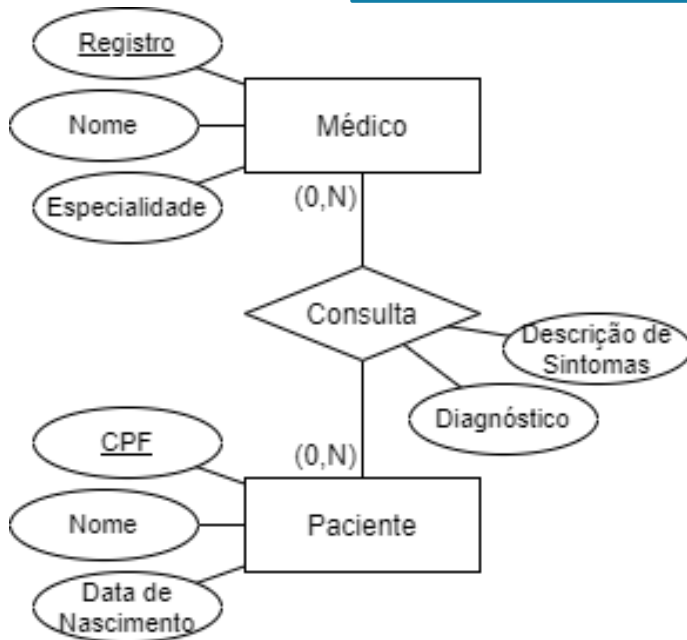 Registro
Nome
Médico
Especialidade
(0,N)
Consulta
Descrição de
Sintomas
Diagnóstico
CPF
(0,N)
Nome
Paciente
Data de
Nascimento